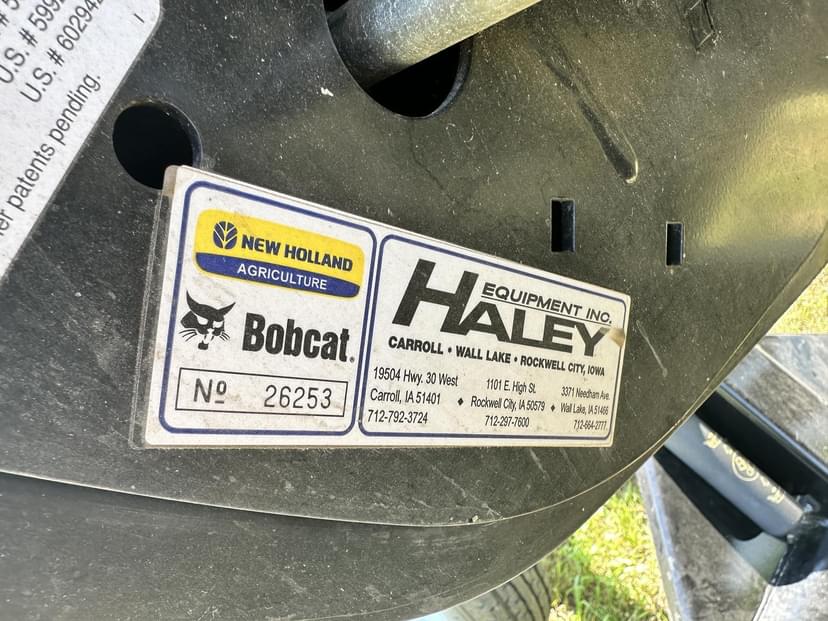 U.S. # 599
U.S. # 60294
er patents pending.
NEW HOLLAND
AGRICULTURE
Bobcat®
Nº 26253
HALEY
EQUIPMENT INC.
CARROLL • WALL LAKE • ROCKWELL CITY, IOWA
19504 Hwy. 30 West
Carroll, IA 51401
712-792-3724
♦
1101 E. High St.
Rockwell City, IA 50579
712-297-7600
♦
3371 Needham Ave.
Wall Lake, IA 51466
712-664-2777